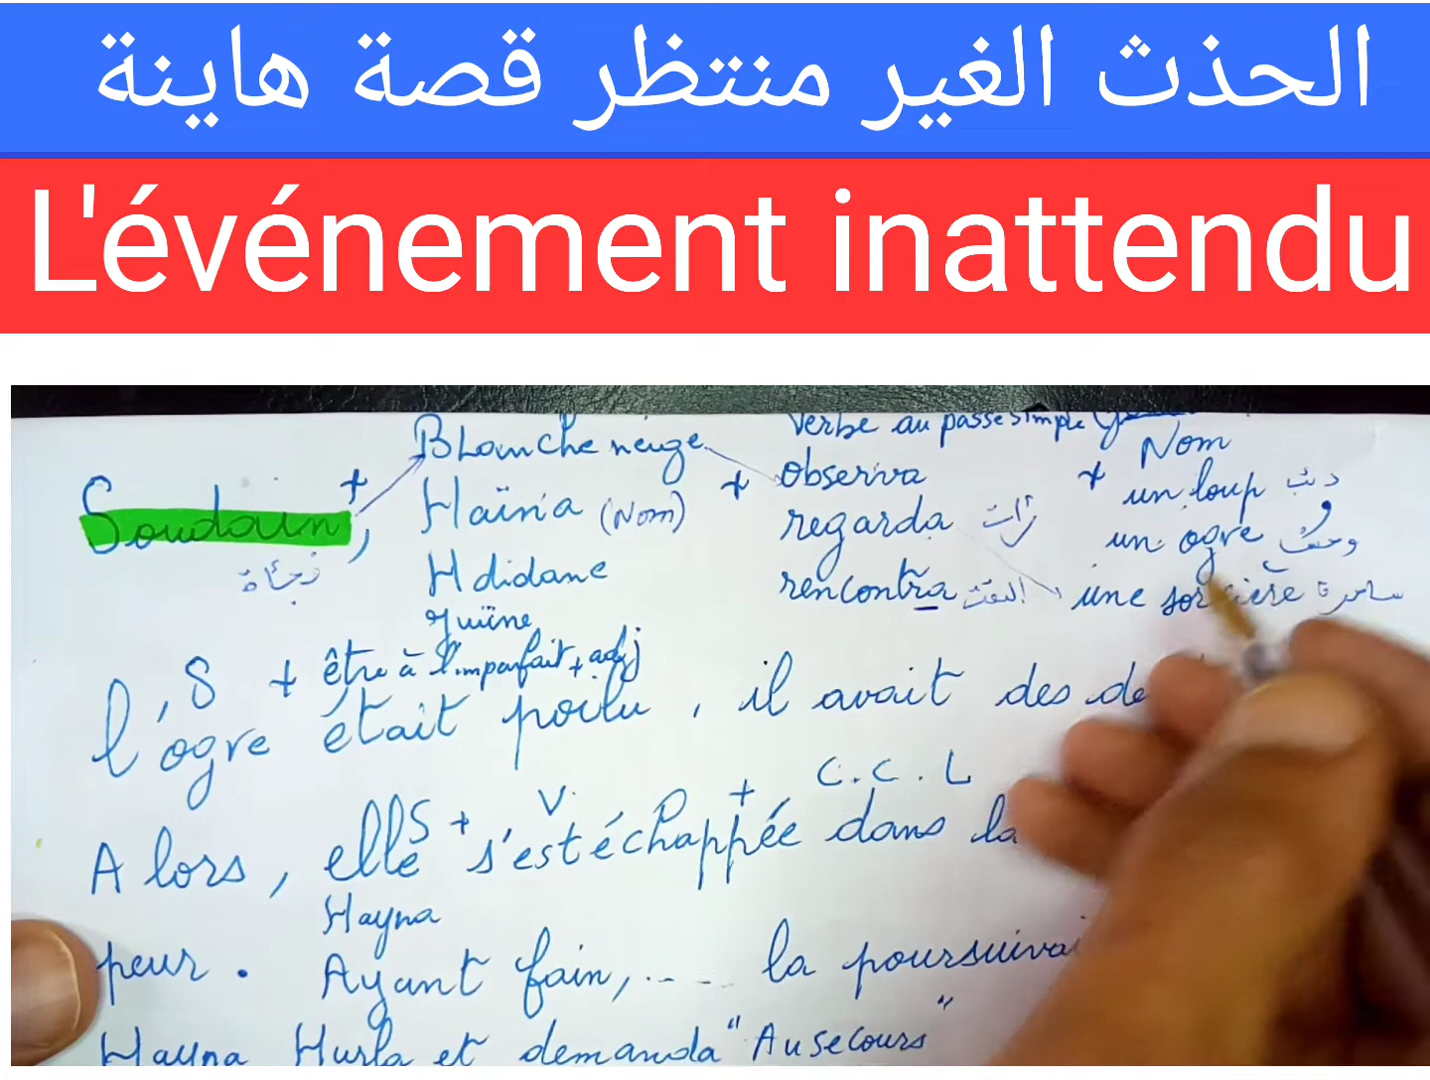 الحذث الغير منتظر قصة هاينة
L'événement inattendu
verbe au passé simple
Blanche neige Nom
Soudain, + Haïna (Nom) + observa + un loup ذئب
regarda رأت un ogre وحش
فجأة Hdidane rencontra التقت une sorcière ساحرة
, S + être à l'imparfait + adj
l'ogre était poilu, il avait des de
S + V. + C.C.L
Alors, elle s'est échappée dans la
Hayna
peur. Ayant fain, ... la poursuivai
Hayna Hurla et demanda "Au secours"